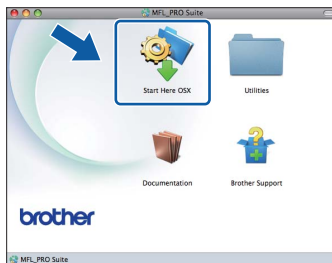 MFL_PRO Suite
Start Here OSX
Utilities
Documentation
Brother Support
brother
MFL_PRO Suite